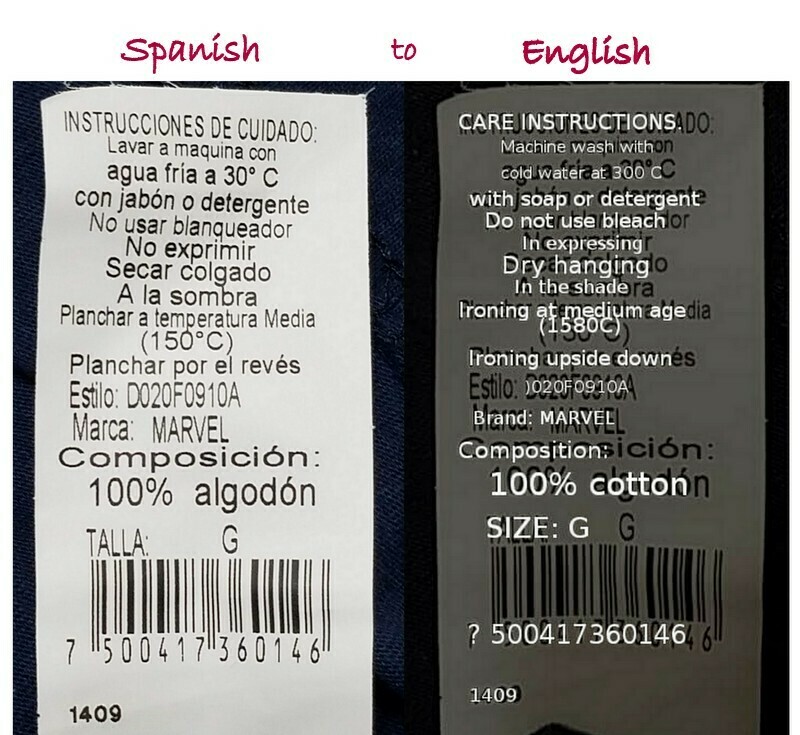 Spanish to English
INSTRUCCIONES DE CUIDADO:
Lavar a maquina con
agua fría a 30° C
con jabón o detergente
No usar blanqueador
No exprimir
Secar colgado
A la sombra
Planchar a temperatura Media
(150°C)
Planchar por el revés
Estilo: D020F0910A
Marca: MARVEL
Composición:
100% algodón
TALLA: G
7 500417 360146
1409
CARE INSTRUCTIONS.
Machine wash with
cold water at 300 C
with soap or detergent
Do not use bleach
In expressing
Dry hanging
In the shade
Ironing at medium age
(1580C)
Ironing upside down
)020F0910A
Brand: MARVEL
Composition:
100% cotton
SIZE: G
? 500417360146
1409